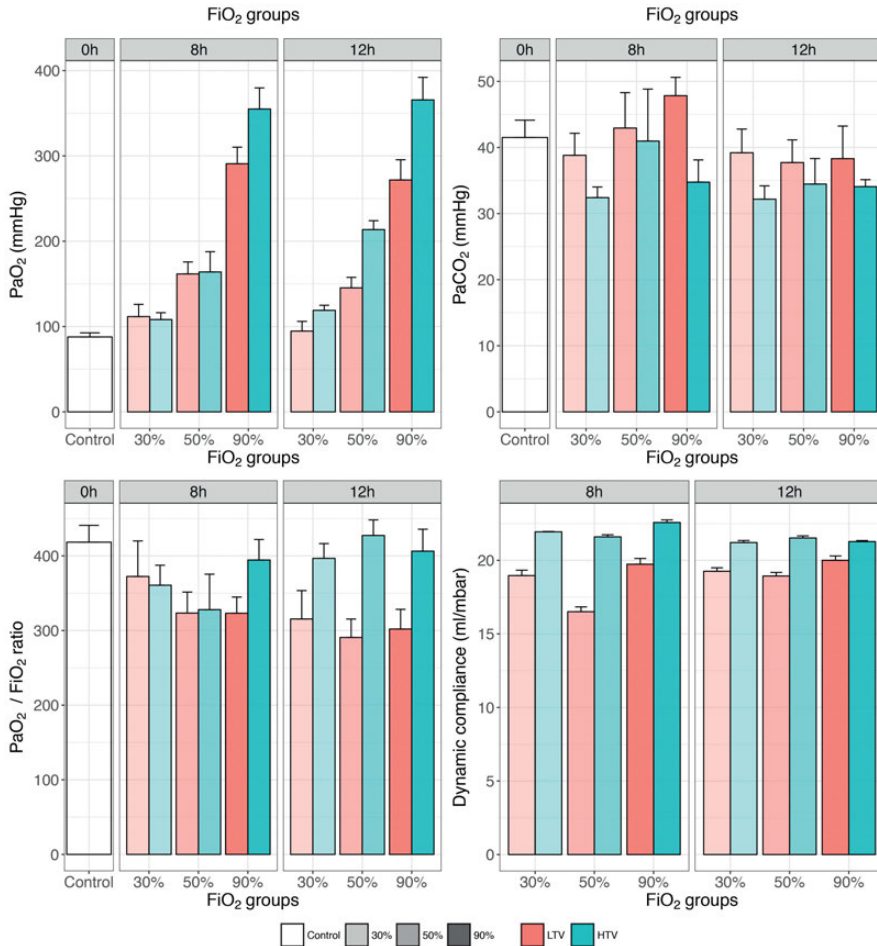 FiO₂ groups
0h 8h 12h
PaO₂ (mmHg)
400
300
200
100
0
Control 30% 50% 90% 30% 50% 90%
FiO₂ groups
FiO₂ groups
0h 8h 12h
PaCO₂ (mmHg)
50
40
30
20
10
0
Control 30% 50% 90% 30% 50% 90%
FiO₂ groups
0h 8h 12h
PaO₂ / FiO₂ ratio
400
300
200
100
0
Control 30% 50% 90% 30% 50% 90%
FiO₂ groups
8h 12h
Dynamic compliance (ml/mbar)
20
15
10
5
0
30% 50% 90% 30% 50% 90%
FiO₂ groups
Control 30% 50% 90% LTV HTV